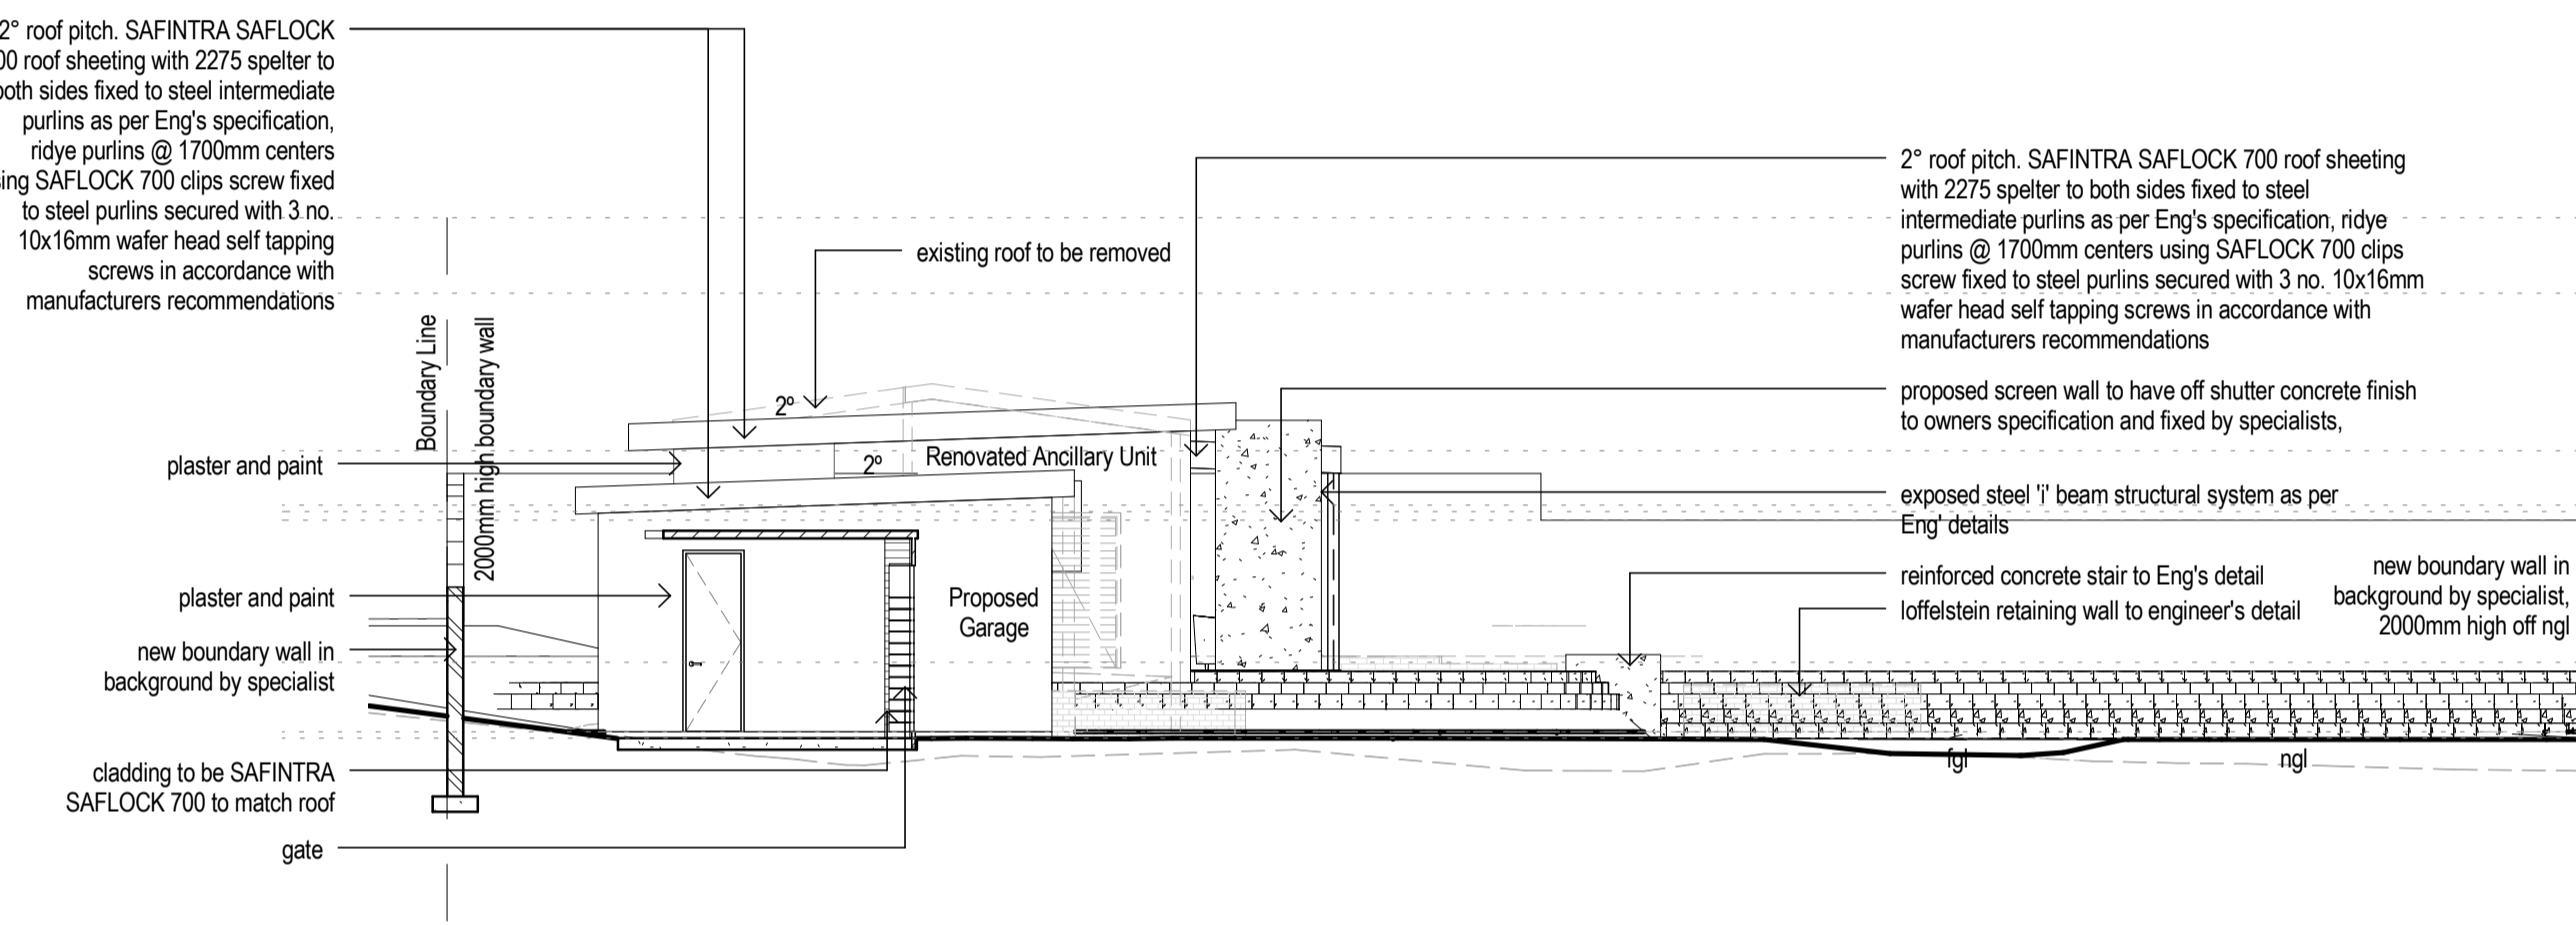 2° roof pitch. SAFINTRA SAFLOCK
00 roof sheeting with 2275 spelter to
both sides fixed to steel intermediate
purlins as per Eng's specification,
ridye purlins @ 1700mm centers
ing SAFLOCK 700 clips screw fixed
to steel purlins secured with 3 no.
10x16mm wafer head self tapping
screws in accordance with
manufacturers recommendations
Boundary Line
2000mm high boundary wall
plaster and paint
plaster and paint
new boundary wall in
background by specialist
cladding to be SAFINTRA
SAFLOCK 700 to match roof
gate
existing roof to be removed
2º
2º
Renovated Ancillary Unit
Proposed
Garage
2° roof pitch. SAFINTRA SAFLOCK 700 roof sheeting
with 2275 spelter to both sides fixed to steel
intermediate purlins as per Eng's specification, ridye
purlins @ 1700mm centers using SAFLOCK 700 clips
screw fixed to steel purlins secured with 3 no. 10x16mm
wafer head self tapping screws in accordance with
manufacturers recommendations
proposed screen wall to have off shutter concrete finish
to owners specification and fixed by specialists,
exposed steel 'i' beam structural system as per
Eng' details
reinforced concrete stair to Eng's detail
loffelstein retaining wall to engineer's detail
new boundary wall in
background by specialist,
2000mm high off ngl
fgl
ngl